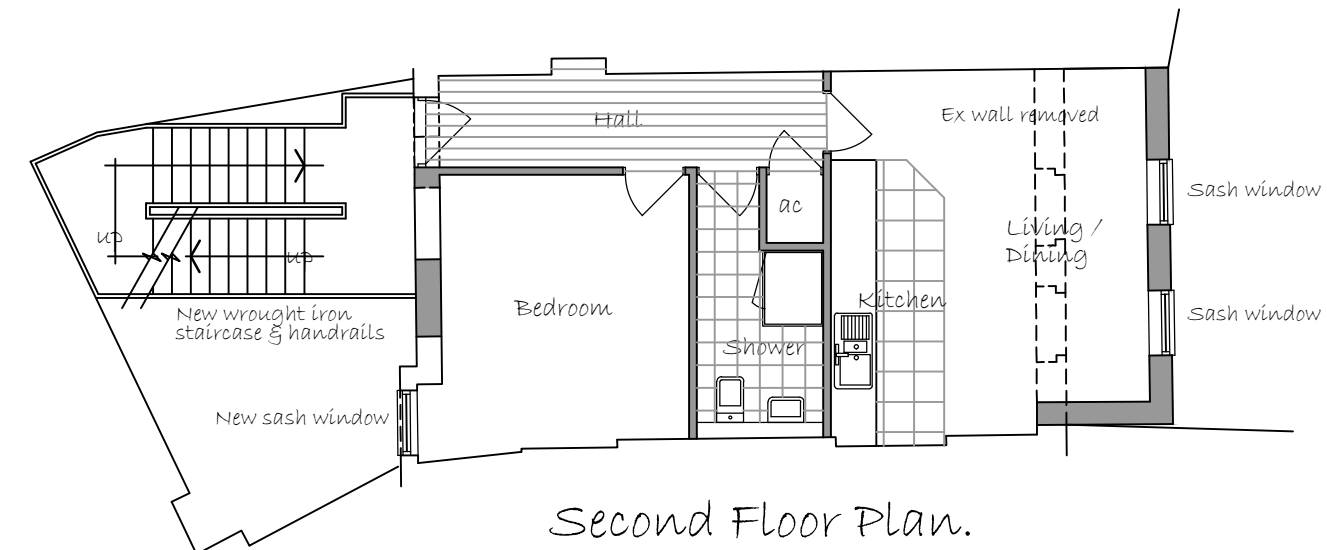 Hall
Ex wall removed
Sash window
ac
Living /
Dining
up
up
Kitchen
Bedroom
New wrought iron
staircase & handrails
Sash window
Shower
New sash window
Second Floor Plan.